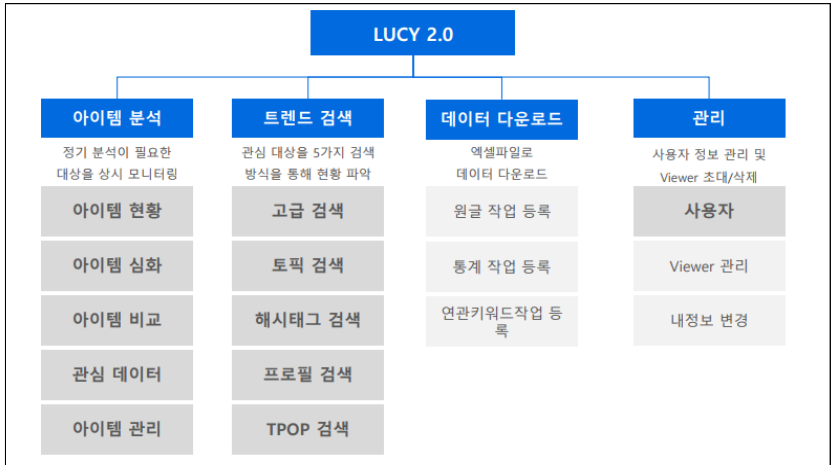 LUCY 2.0
아이템 분석
정기 분석이 필요한
대상을 상시 모니터링
아이템 현황
아이템 심화
아이템 비교
관심 데이터
아이템 관리
트렌드 검색
관심 대상을 5가지 검색
방식을 통해 현황 파악
고급 검색
토픽 검색
해시태그 검색
프로필 검색
TPOP 검색
데이터 다운로드
엑셀파일로
데이터 다운로드
원글 작업 등록
통계 작업 등록
연관키워드작업 등
록
관리
사용자 정보 관리 및
Viewer 초대/삭제
사용자
Viewer 관리
내정보 변경